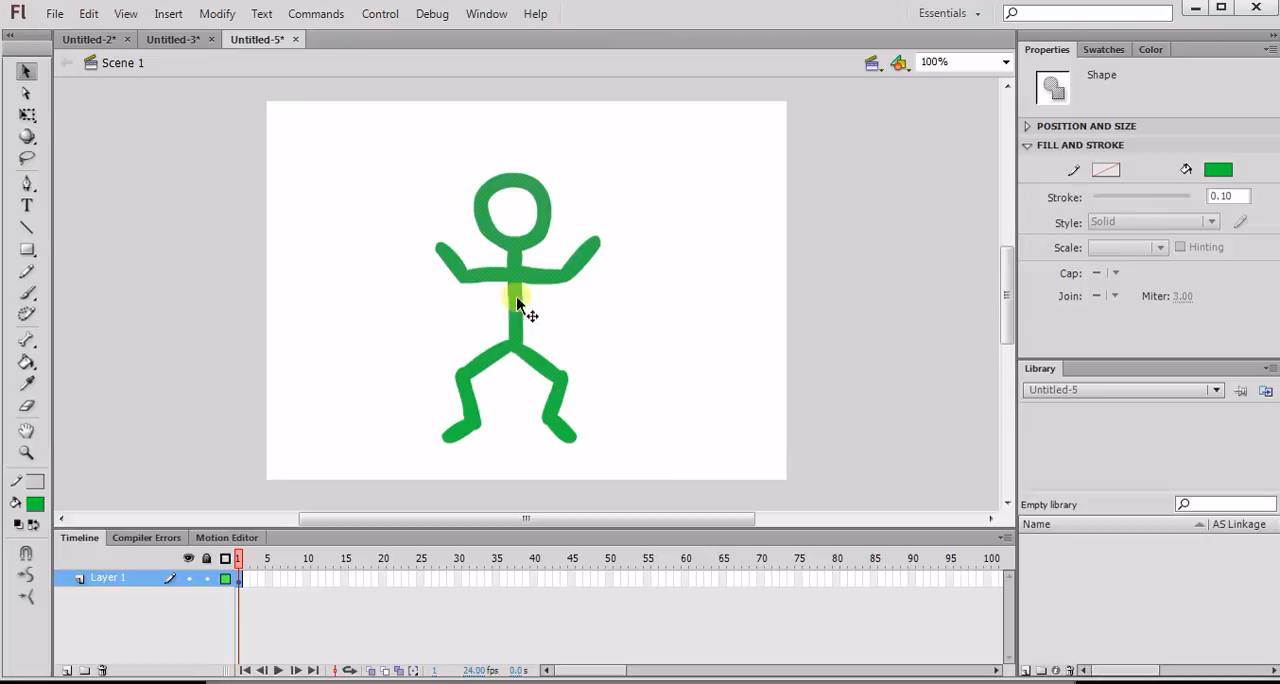 Fl File Edit View Insert Modify Text Commands Control Debug Window Help Essentials
Untitled-2* × Untitled-3* × Untitled-5* ×
Scene 1 100%
Properties Swatches Color
Shape
POSITION AND SIZE
FILL AND STROKE
Stroke: 0.10
Style: Solid
Scale: Hinting
Cap:
Join: Miter: 3.00
Library
Untitled-5
Empty library
Name AS Linkage
Timeline Compiler Errors Motion Editor
1 5 10 15 20 25 30 35 40 45 50 55 60 65 70 75 80 85 90 95 100
Layer 1
1 24.00 fps 0.0 s